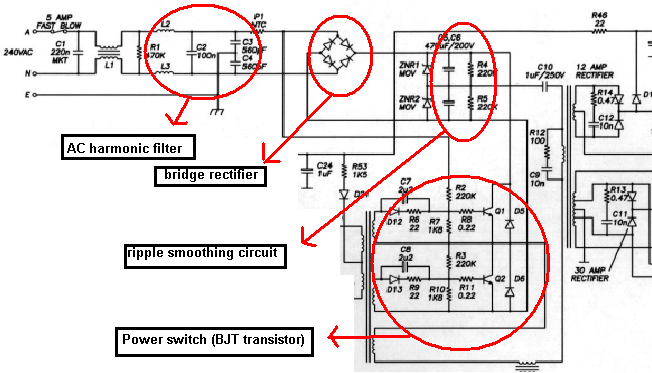 5 AMP
FAST BLOW
A
240VAC
N
E
C1
220n
MKT
L1
R1
470K
L2
L3
C2
100n
C3
560pF
C4
560pF
IP1
NTC
C5,C6
470uF/200V
ZNR1
MOV
ZNR2
MOV
R4
220K
R5
220K
R46
22
C10
1uF/250V
12 AMP
RECTIFIER
R14
0.47
C12
10n
D1
R12
100
C9
10n
R13
0.47
C11
10n
30 AMP
RECTIFIER
AC harmonic filter
bridge rectifier
ripple smoothing circuit
Power switch (BJT transistor)
C24
1uF
R53
1K5
C7
2u2
D12
R6
22
R7
1K8
R8
0.22
R2
220K
Q1
D5
C8
2u2
D13
R9
22
R10
1K8
R11
0.22
R3
220K
Q2
D6